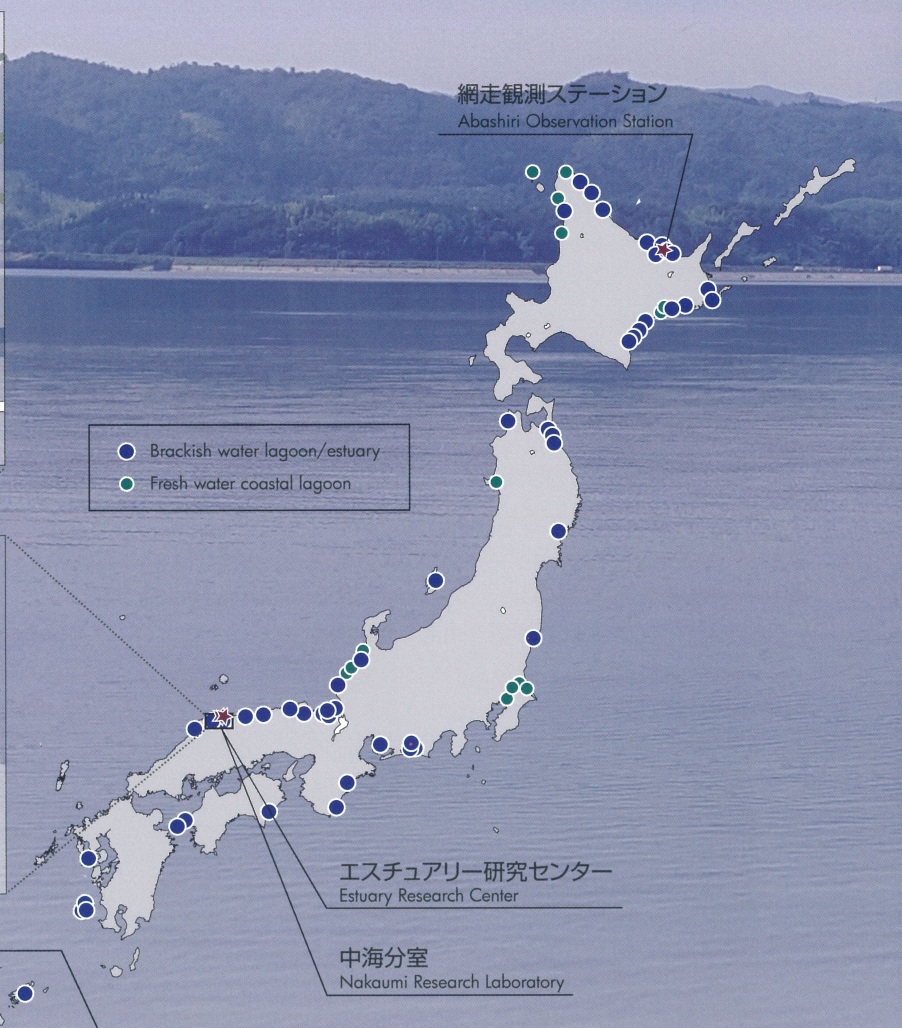 網走観測ステーション
Abashiri Observation Station
Brackish water lagoon/estuary
Fresh water coastal lagoon
エスチュアリー研究センター
Estuary Research Center
中海分室
Nakaumi Research Laboratory